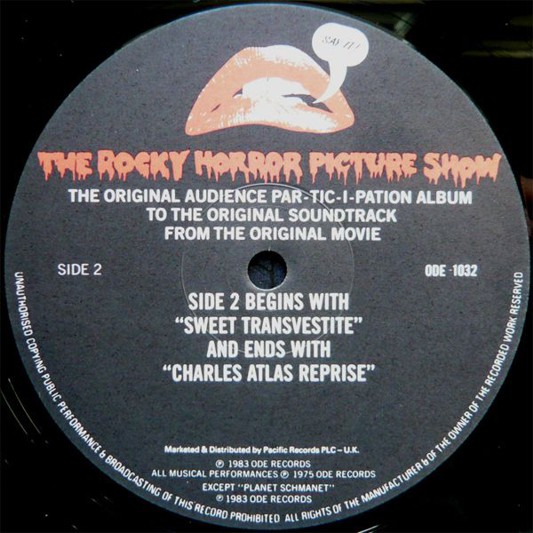 SAY IT!
THE ROCKY HORROR PICTURE SHOW
THE ORIGINAL AUDIENCE PAR-TIC-I-PATION ALBUM
TO THE ORIGINAL SOUNDTRACK
FROM THE ORIGINAL MOVIE
SIDE 2
ODE-1032
SIDE 2 BEGINS WITH
“SWEET TRANSVESTITE”
AND ENDS WITH
“CHARLES ATLAS REPRISE”
Marketed & Distributed by Pacific Records PLC – U.K.
℗ 1983 ODE RECORDS
ALL MUSICAL PERFORMANCES ℗ 1975 ODE RECORDS
EXCEPT "PLANET SCHMANET"
℗ 1983 ODE RECORDS
UNAUTHORISED COPYING PUBLIC PERFORMANCE & BROADCASTING OF THIS RECORD PROHIBITED ALL RIGHTS OF THE MANUFACTURER & OF THE OWNER OF THE RECORDED WORK RESERVED